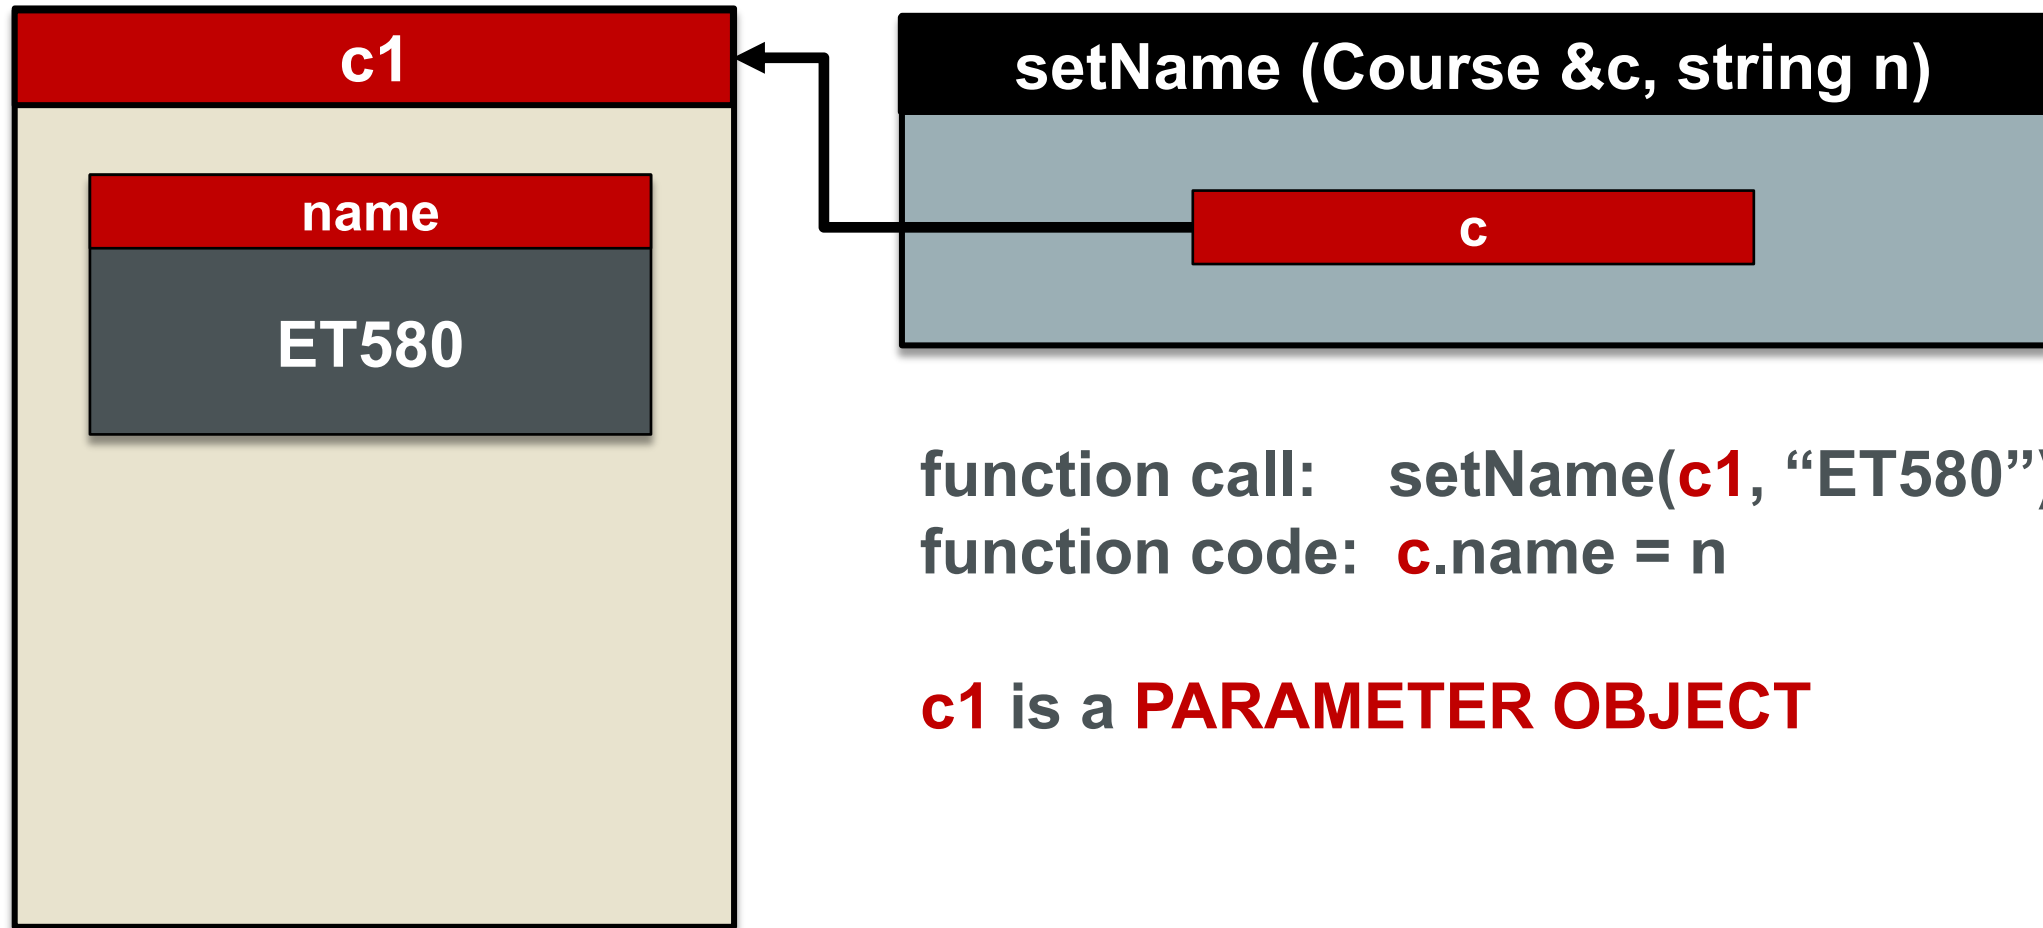 c1
name
ET580
setName (Course &c, string n)
c
function call: setName(c1, “ET580”)
function code: c.name = n
c1 is a PARAMETER OBJECT